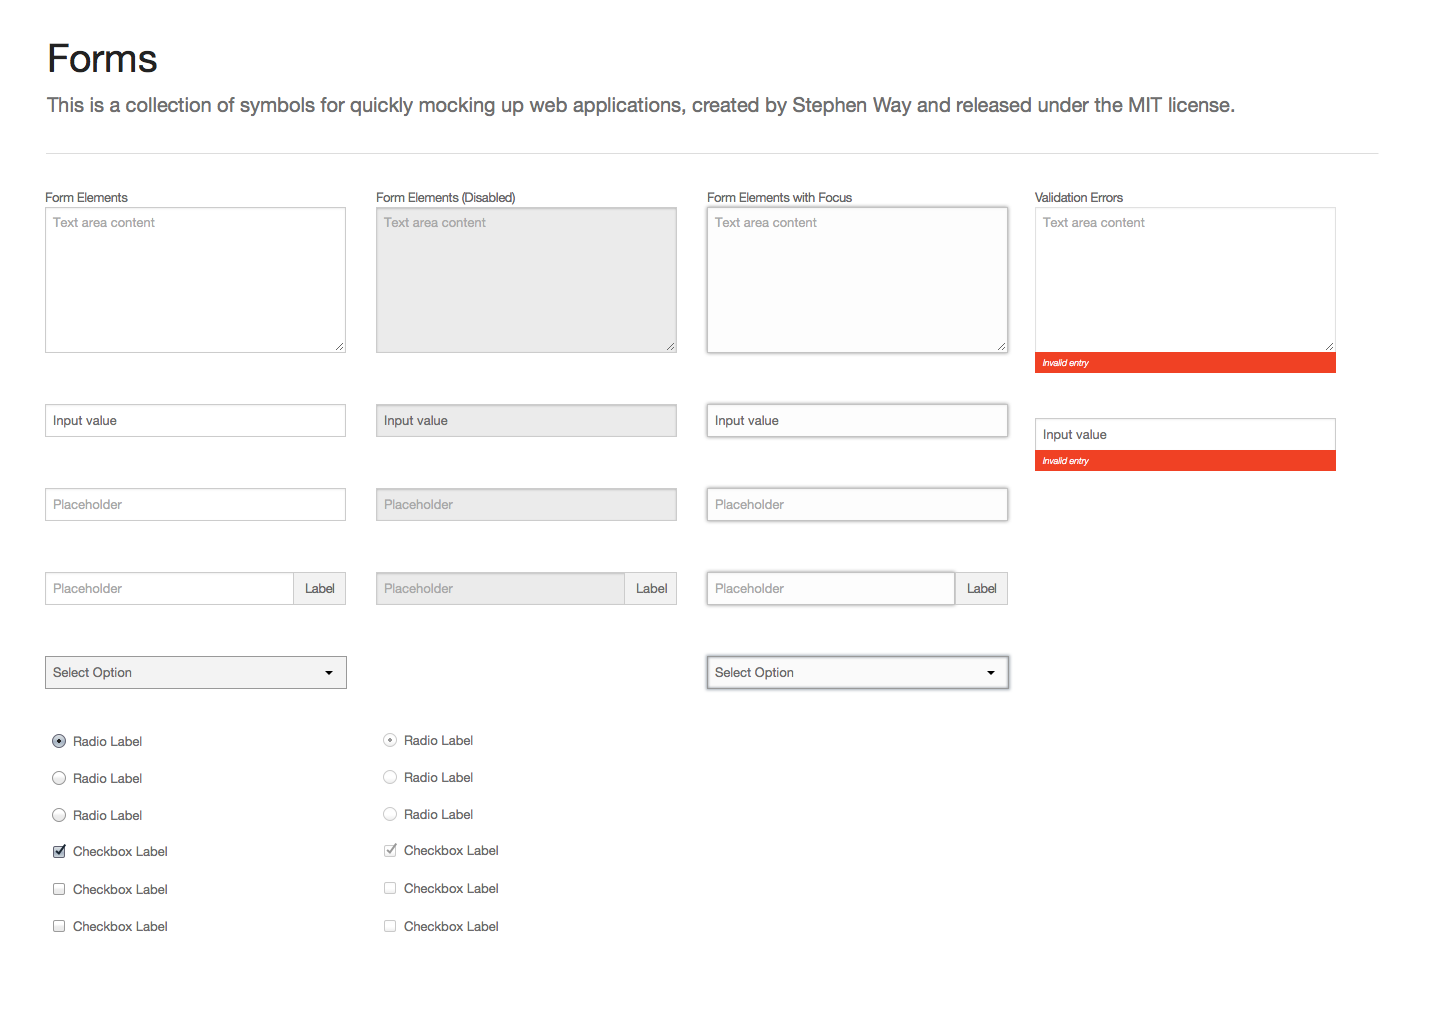 Forms
This is a collection of symbols for quickly mocking up web applications, created by Stephen Way and released under the MIT license.
Form Elements
Form Elements (Disabled)
Form Elements with Focus
Validation Errors
Text area content
Text area content
Text area content
Text area content
Invalid entry
Input value
Input value
Input value
Input value
Invalid entry
Placeholder
Placeholder
Placeholder
Placeholder
Label
Placeholder
Label
Placeholder
Label
Select Option
Select Option
Radio Label
Radio Label
Radio Label
Radio Label
Radio Label
Radio Label
Checkbox Label
Checkbox Label
Checkbox Label
Checkbox Label
Checkbox Label
Checkbox Label